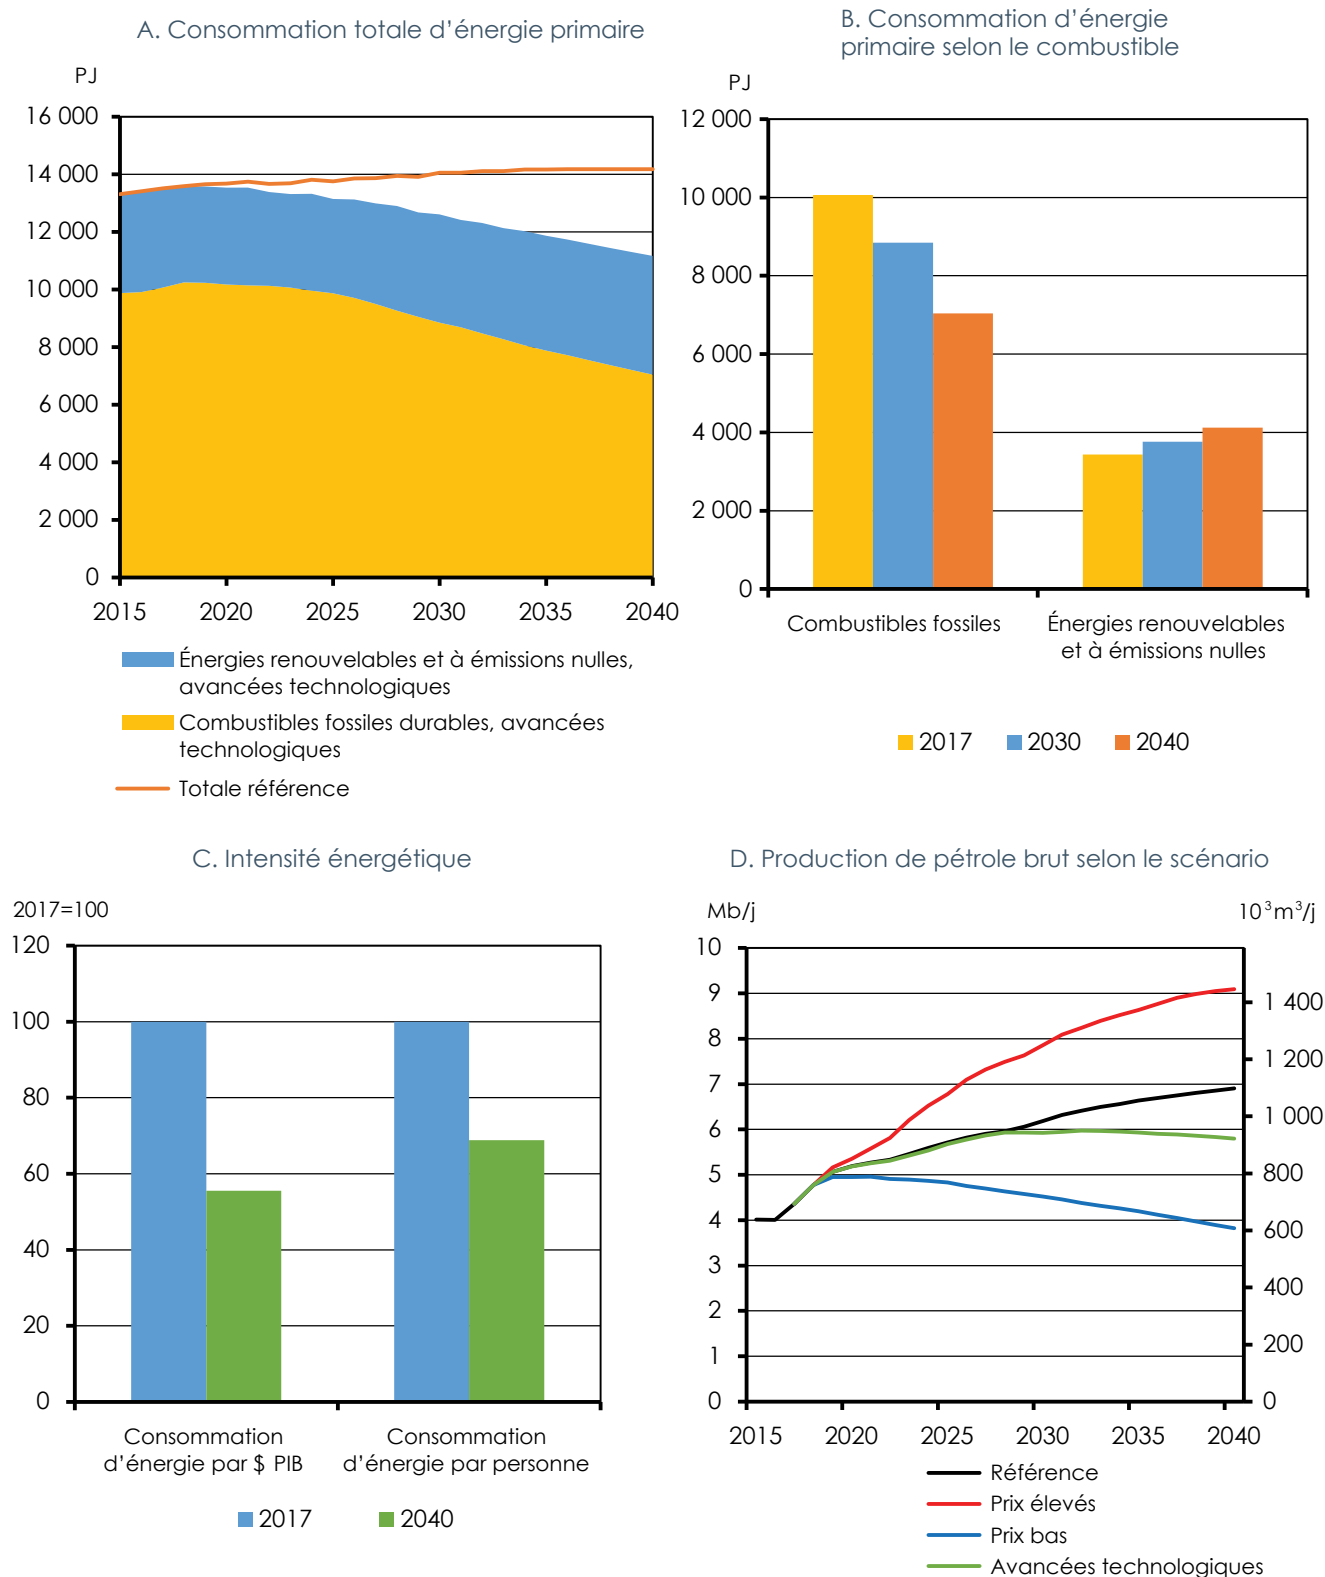 A. Consommation totale d'énergie primaire
PJ
16 000
14 000
12 000
10 000
8 000
6 000
4 000
2 000
0
2015 2020 2025 2030 2035 2040
Énergies renouvelables et à émissions nulles,
avancées technologiques
Combustibles fossiles durables, avancées
technologiques
Totale référence
B. Consommation d'énergie
primaire selon le combustible
PJ
12 000
10 000
8 000
6 000
4 000
2 000
0
Combustibles fossiles
Énergies renouvelables
et à émissions nulles
2017 2030 2040
C. Intensité énergétique
2017=100
120
100
80
60
40
20
0
Consommation
d'énergie par $ PIB
Consommation
d'énergie par personne
2017 2040
D. Production de pétrole brut selon le scénario
Mb/j
10³m³/j
10
9
8
7
6
5
4
3
2
1
0
1 400
1 200
1 000
800
600
400
200
0
2015 2020 2025 2030 2035 2040
Référence
Prix élevés
Prix bas
Avancées technologiques